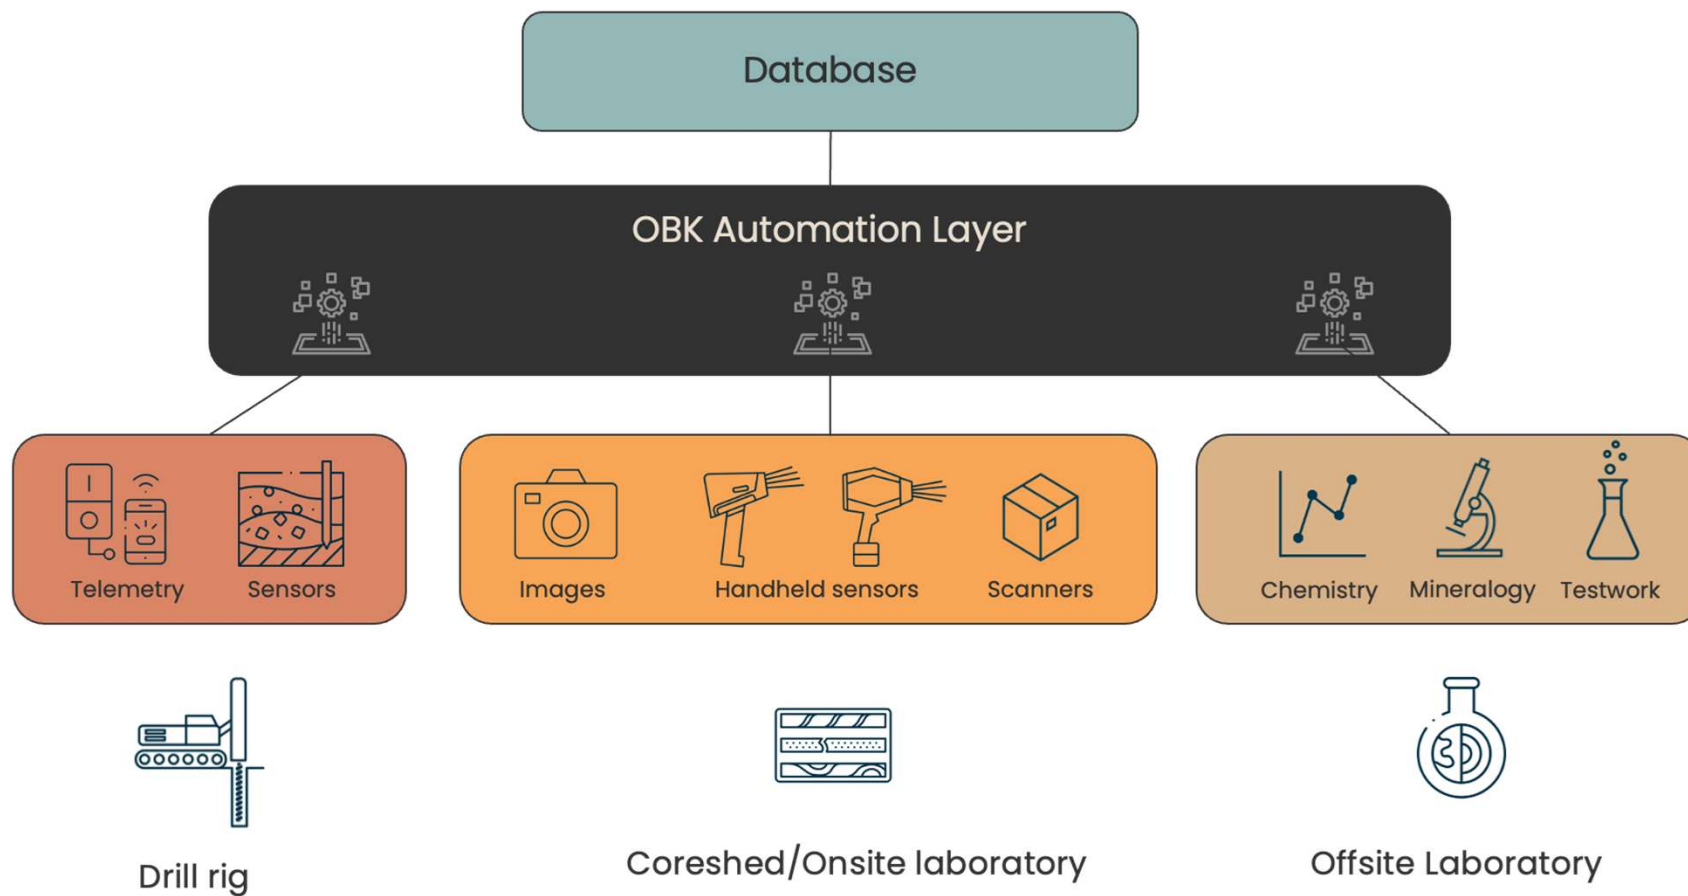 Database
OBK Automation Layer
Telemetry
Sensors
Images
Handheld sensors
Scanners
Chemistry
Mineralogy
Testwork
Drill rig
Coreshed/Onsite laboratory
Offsite Laboratory